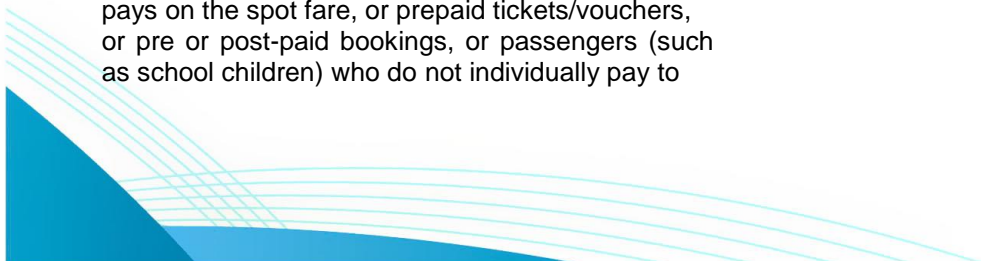 pays on the spot fare, or prepaid tickets/vouchers,
or pre or post-paid bookings, or passengers (such
as school children) who do not individually pay to